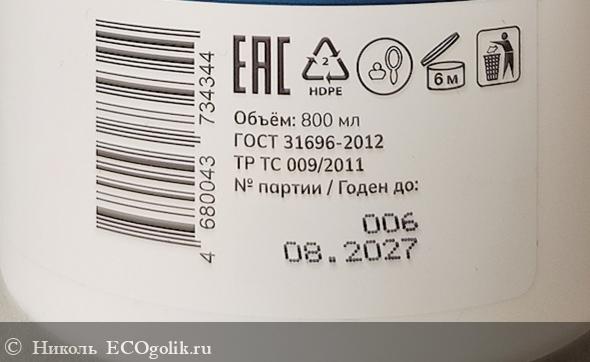 4 680043 734344
EAC
2
HDPE
6 М
Объём: 800 мл
ГОСТ 31696-2012
ТР ТС 009/2011
№ партии / Годен до:
006
08.2027
© Николь ECOgolik.ru